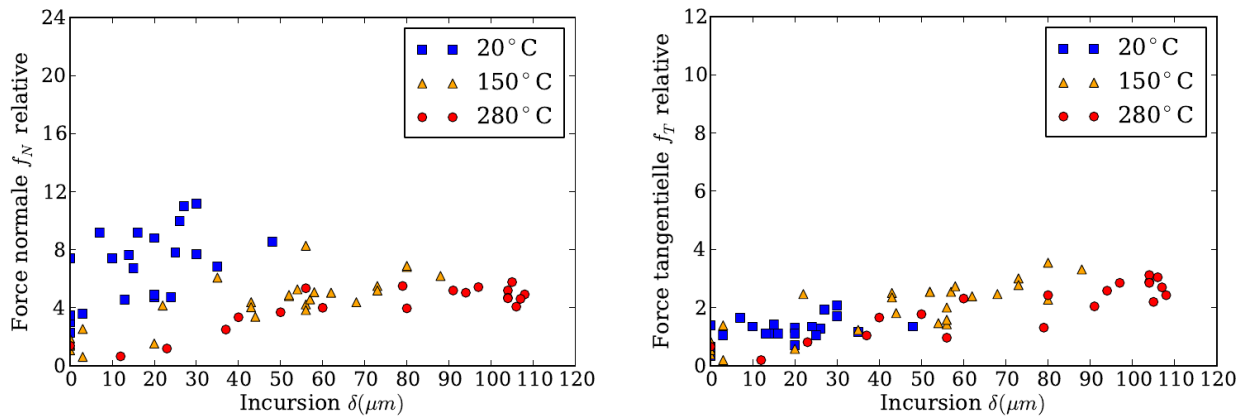 24
20
16
12
8
4
0
Force normale f_N relative
20°C
150°C
280°C
0 10 20 30 40 50 60 70 80 90 100 110 120
Incursion δ(μm)
12
10
8
6
4
2
0
Force tangentielle f_T relative
20°C
150°C
280°C
0 10 20 30 40 50 60 70 80 90 100 110 120
Incursion δ(μm)